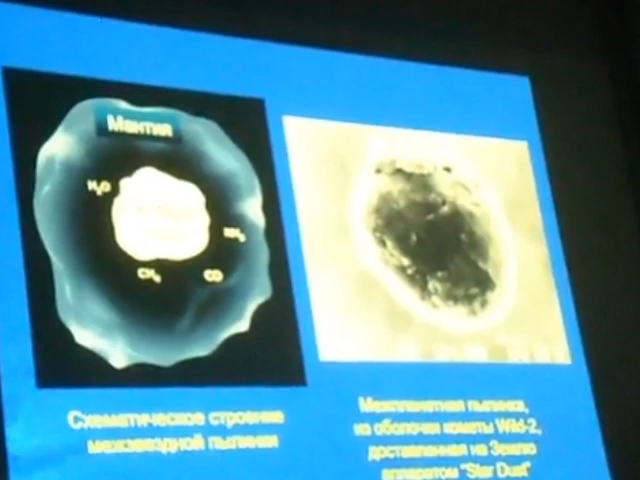 Мантия
H₂O
NH₃
CH₄
CO
Схематическое строение
межзвездной пылинки
Межпланетная пылинка,
из оболочки кометы Wild-2,
доставленная на Землю
аппаратом "Star Dust"